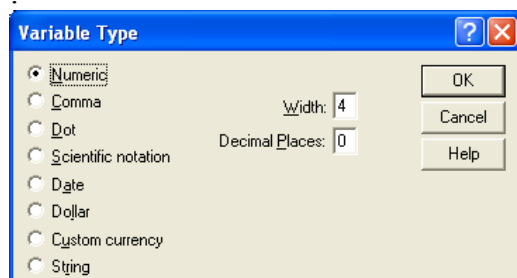 Variable Type
Numeric
Comma
Dot
Scientific notation
Date
Dollar
Custom currency
String
Width: 4
Decimal Places: 0
OK
Cancel
Help